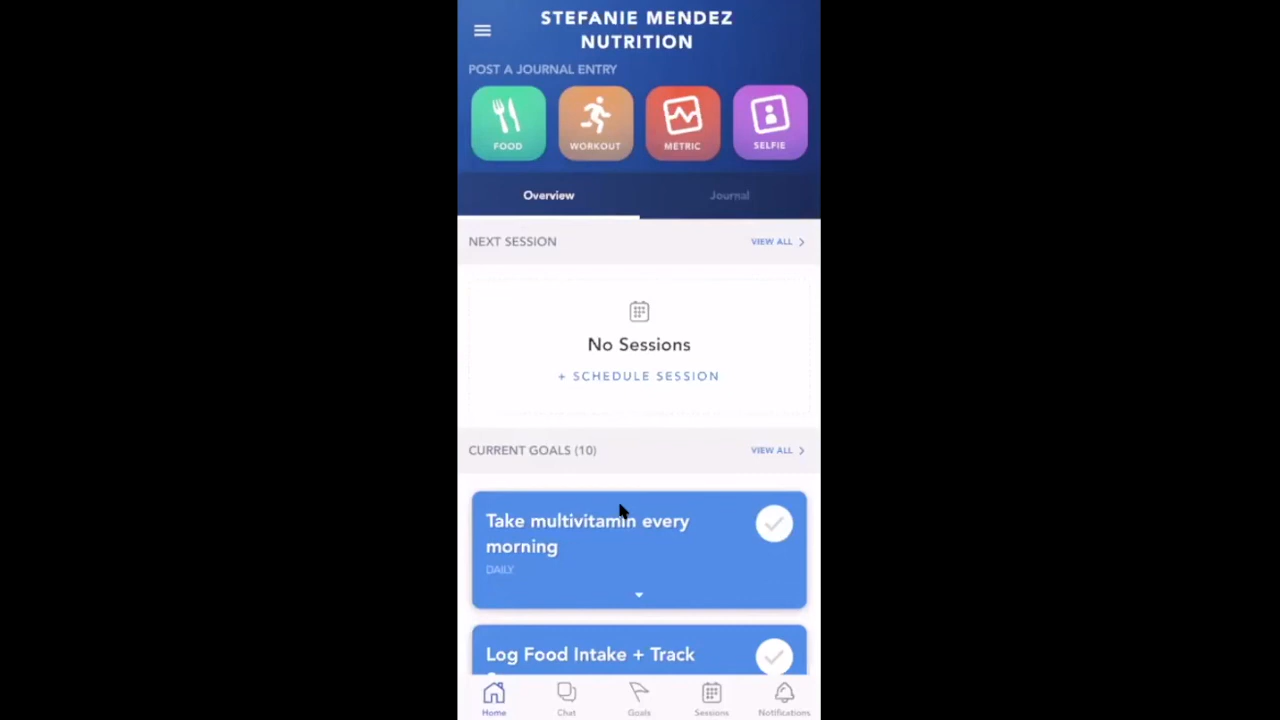 STEFANIE MENDEZ
NUTRITION
POST A JOURNAL ENTRY
FOOD
WORKOUT
METRIC
SELFIE
Overview
Journal
NEXT SESSION
VIEW ALL
No Sessions
+ SCHEDULE SESSION
CURRENT GOALS (10)
VIEW ALL
Take multivitamin every
morning
DAILY
Log Food Intake + Track
Home
Chat
Goals
Sessions
Notifications